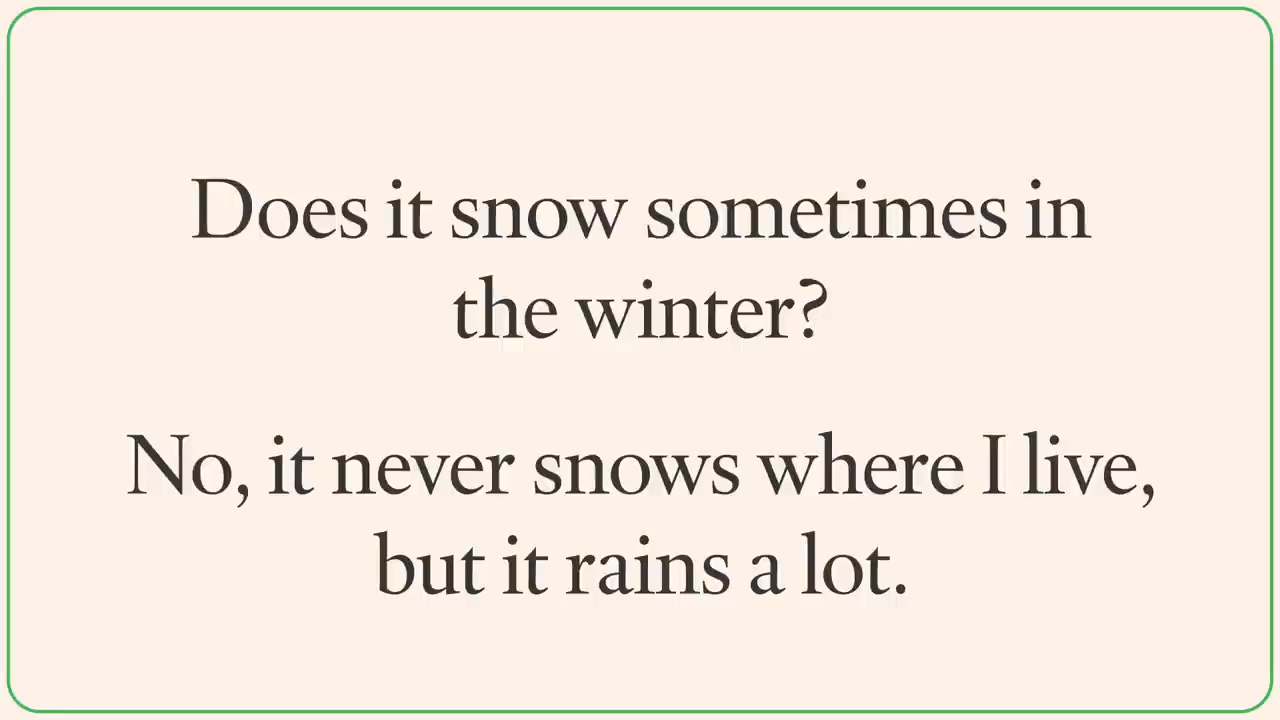 Does it snow sometimes in
the winter?
No, it never snows where I live,
but it rains a lot.